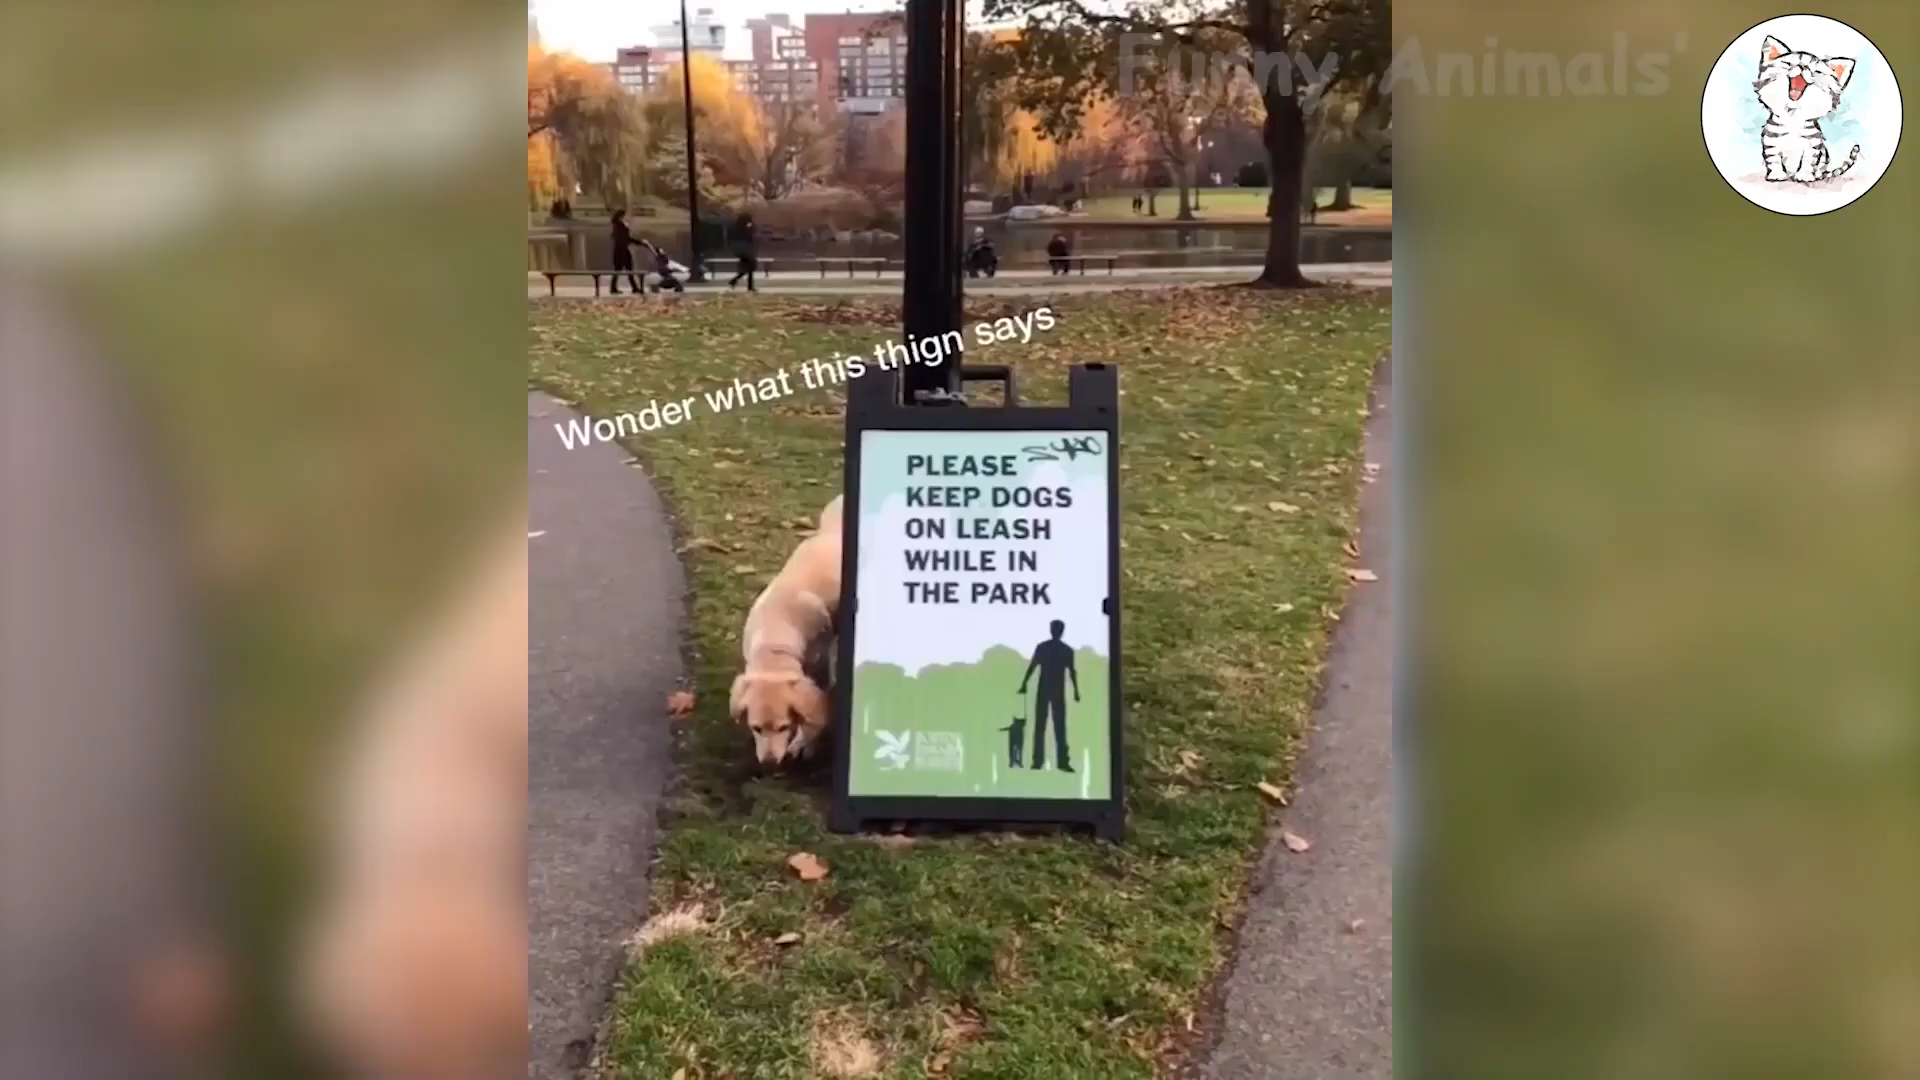 Funny Animals'
Wonder what this thign says
PLEASE
KEEP DOGS
ON LEASH
WHILE IN
THE PARK